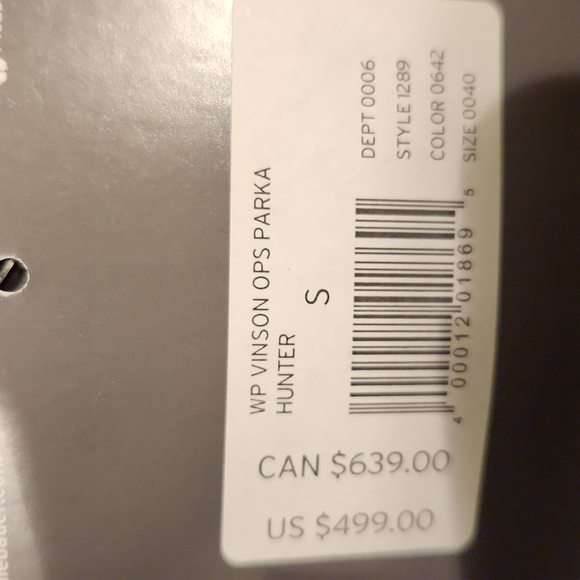 WP VINSON OPS PARKA
HUNTER
S
DEPT 0006
STYLE 1289
COLOR 0642
SIZE 0040
4 00012 01869 5
CAN $639.00
US $499.00